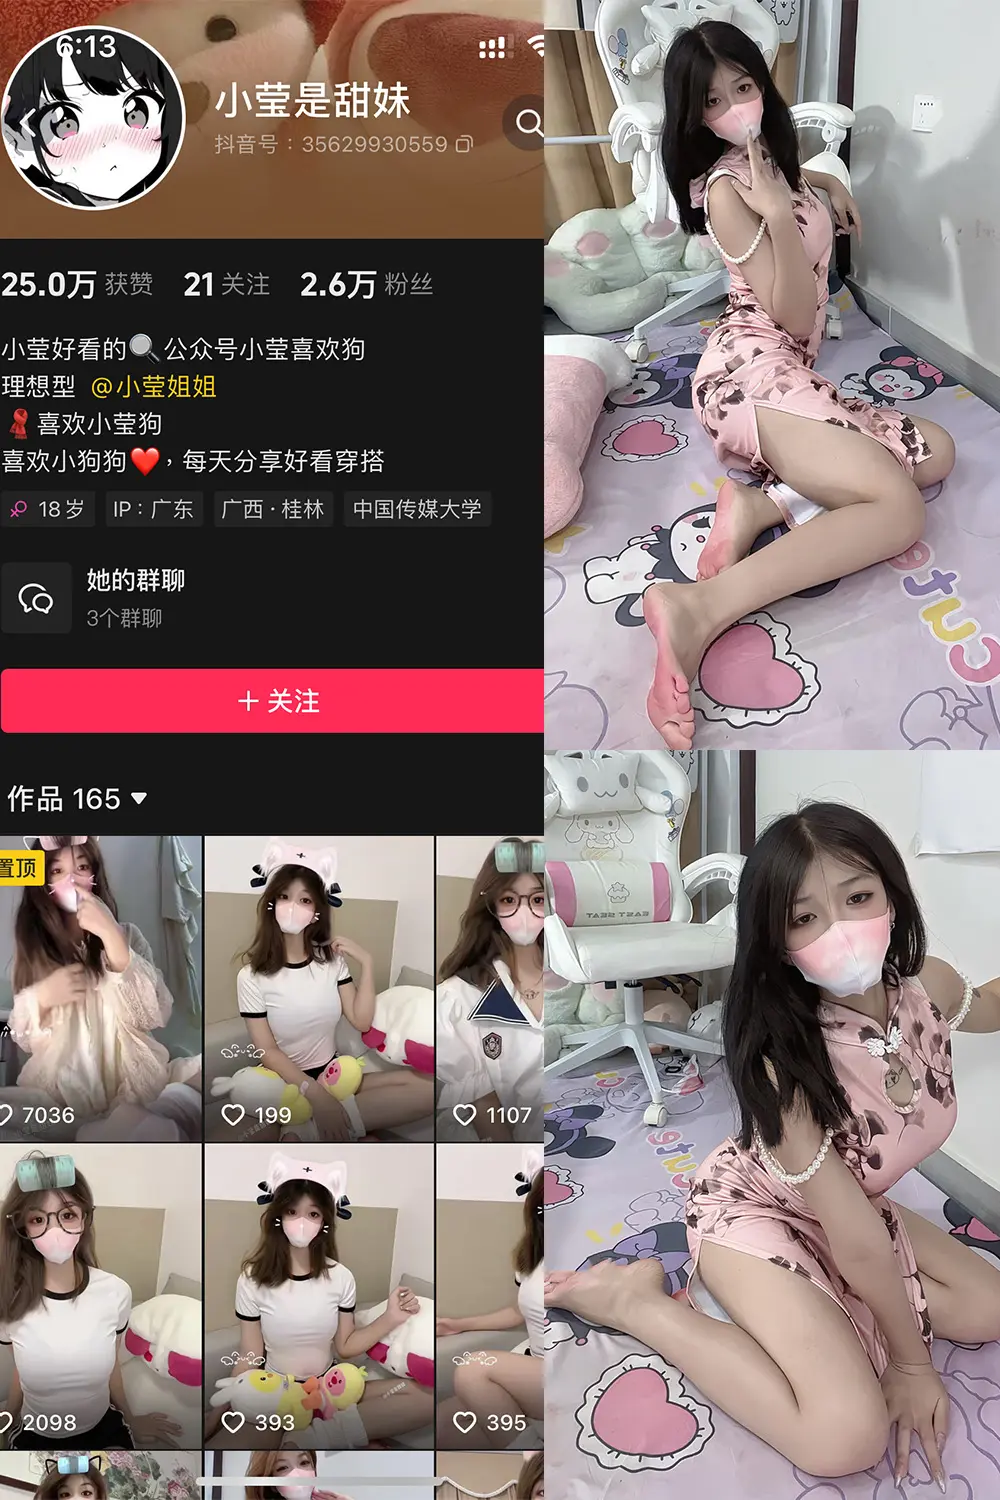 6:13
小莹是甜妹
抖音号：35629930559
25.0万 获赞 21 关注 2.6万 粉丝
小莹好看的🔍公众号小莹喜欢狗
理想型 @小莹姐姐
🧣喜欢小莹狗
喜欢小狗狗❤️，每天分享好看穿搭
♀ 18岁 IP：广东 广西·桂林 中国传媒大学
她的群聊
3个群聊
+ 关注
作品 165
置顶
7036
199
1107
2098
393
395
cute
BEAST SEAT
cute